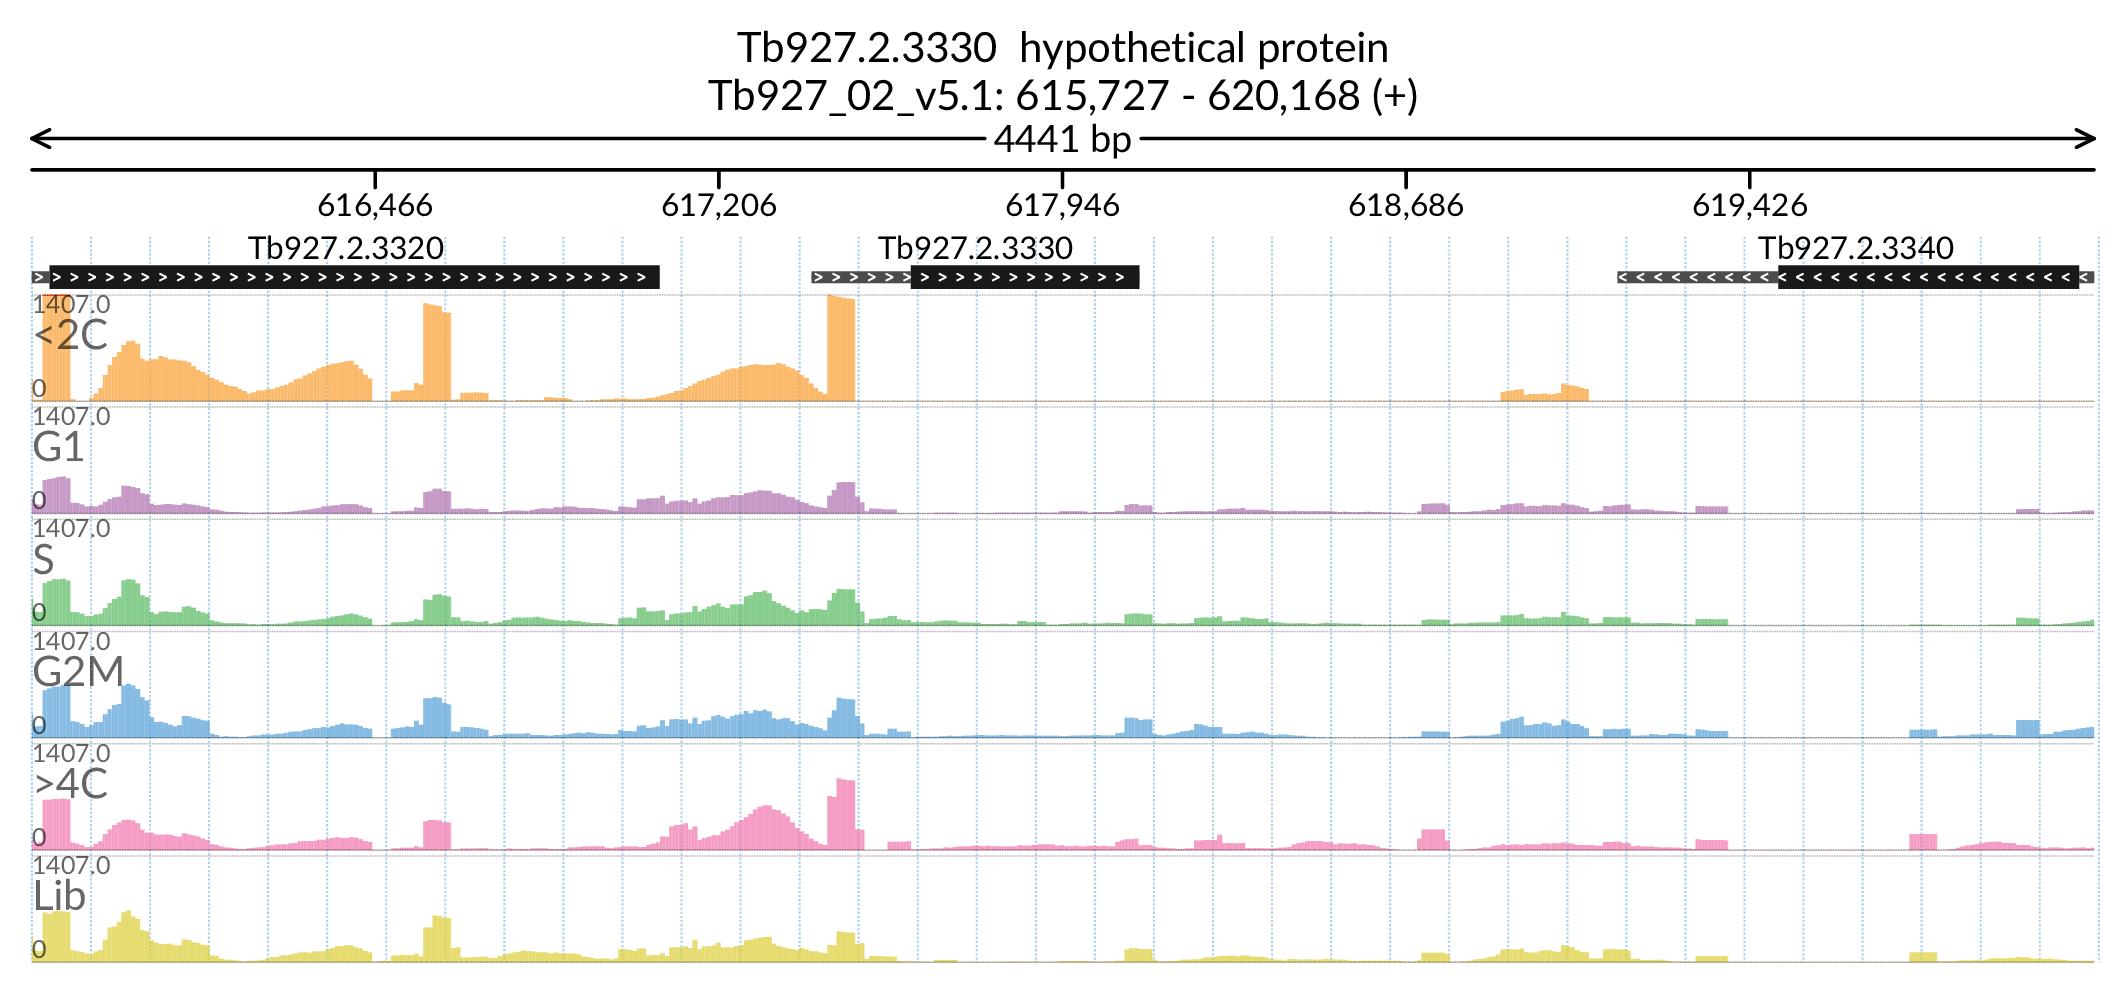 Tb927.2.3330  hypothetical protein
Tb927_02_v5.1: 615,727 - 620,168 (+)
4441 bp
616,466 617,206 617,946 618,686 619,426
Tb927.2.3320 Tb927.2.3330 Tb927.2.3340
1407.0
<2C
0
1407.0
G1
0
1407.0
S
0
1407.0
G2M
0
1407.0
>4C
0
1407.0
Lib
0